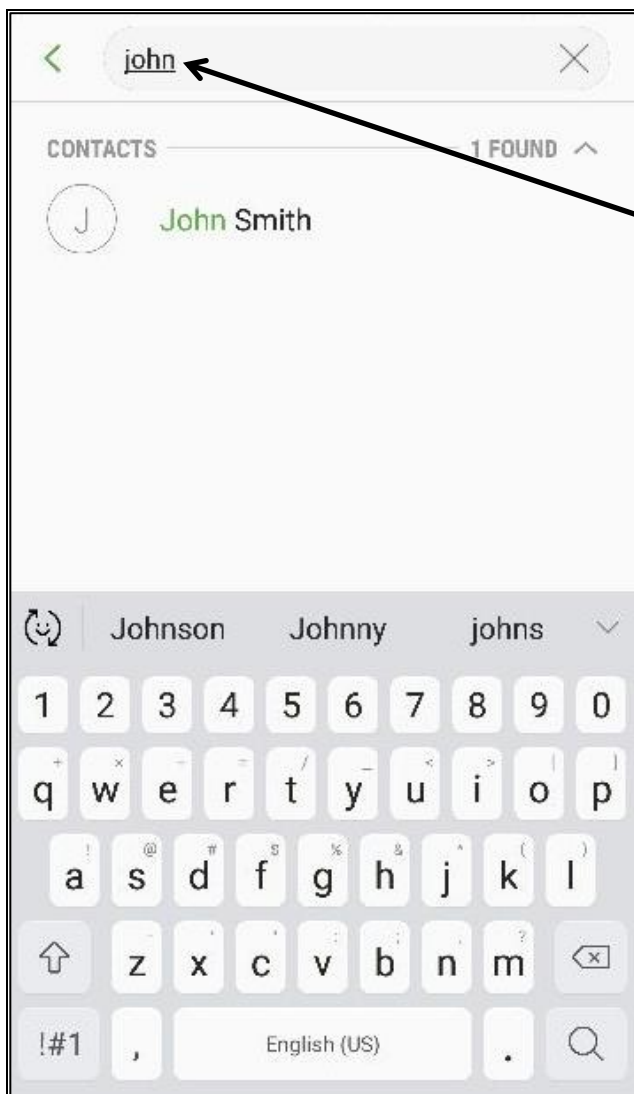 john
CONTACTS 1 FOUND
J John Smith
Johnson Johnny johns
1 2 3 4 5 6 7 8 9 0
q w e r t y u i o p
a s d f g h j k l
! @ # $ % & ( )
z x c v b n m
?
!#1 , English (US) .